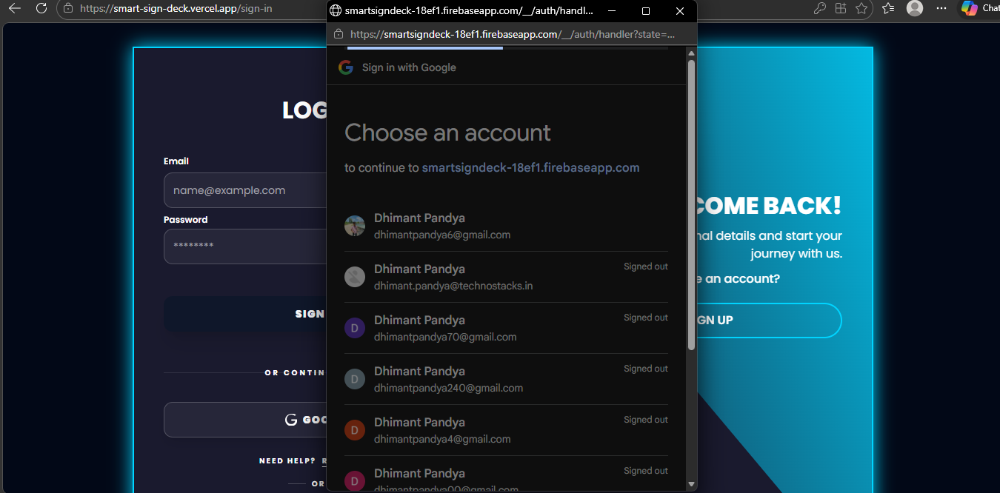 https://smart-sign-deck.vercel.app/sign-in
Chat
smartsigndeck-18ef1.firebaseapp.com/__/auth/handl...
https://smartsigndeck-18ef1.firebaseapp.com/__/auth/handler?state=...
Sign in with Google
Choose an account
to continue to smartsigndeck-18ef1.firebaseapp.com
Dhimant Pandya
dhimantpandya6@gmail.com
Dhimant Pandya
Signed out
dhimant.pandya@technostacks.in
Dhimant Pandya
Signed out
dhimantpandya70@gmail.com
D
Dhimant Pandya
Signed out
dhimantpandya240@gmail.com
D
Dhimant Pandya
Signed out
dhimantpandya4@gmail.com
D
Dhimant Pandya
Signed out
D
LOG
Email
name@example.com
Password
********
SIGN
OR CONTIN
G GOO
NEED HELP? R
OR
COME BACK!
nal details and start your
journey with us.
e an account?
GN UP